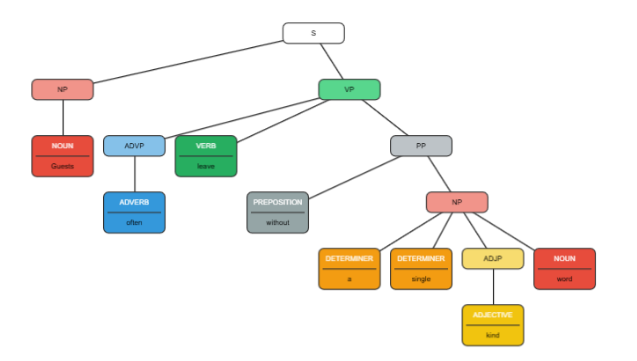 S
NP VP
NOUN Guests ADVP VERB leave PP
ADVERB often PREPOSITION without NP
DETERMINER a DETERMINER single ADJP NOUN word
ADJECTIVE kind